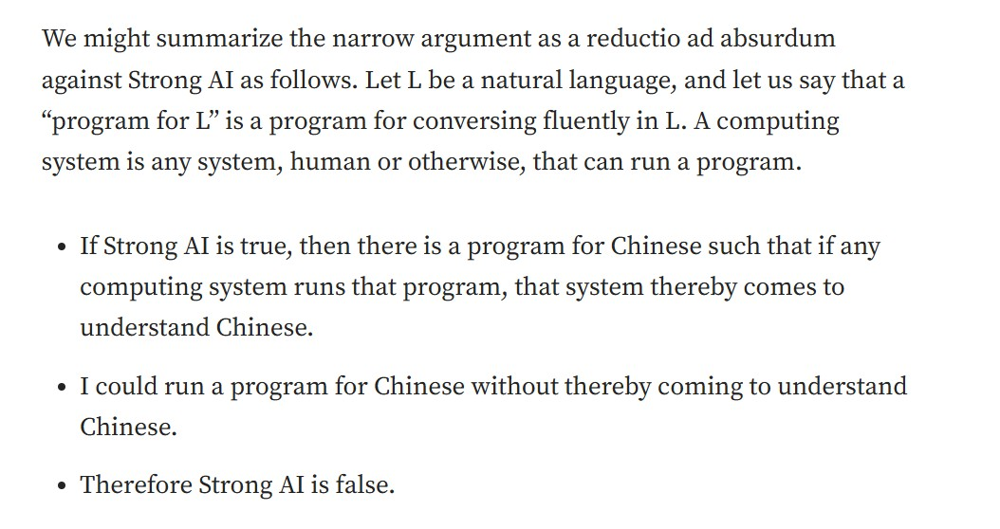 We might summarize the narrow argument as a reductio ad absurdum
against Strong AI as follows. Let L be a natural language, and let us say that a
“program for L” is a program for conversing fluently in L. A computing
system is any system, human or otherwise, that can run a program.
• If Strong AI is true, then there is a program for Chinese such that if any
computing system runs that program, that system thereby comes to
understand Chinese.
• I could run a program for Chinese without thereby coming to understand
Chinese.
• Therefore Strong AI is false.